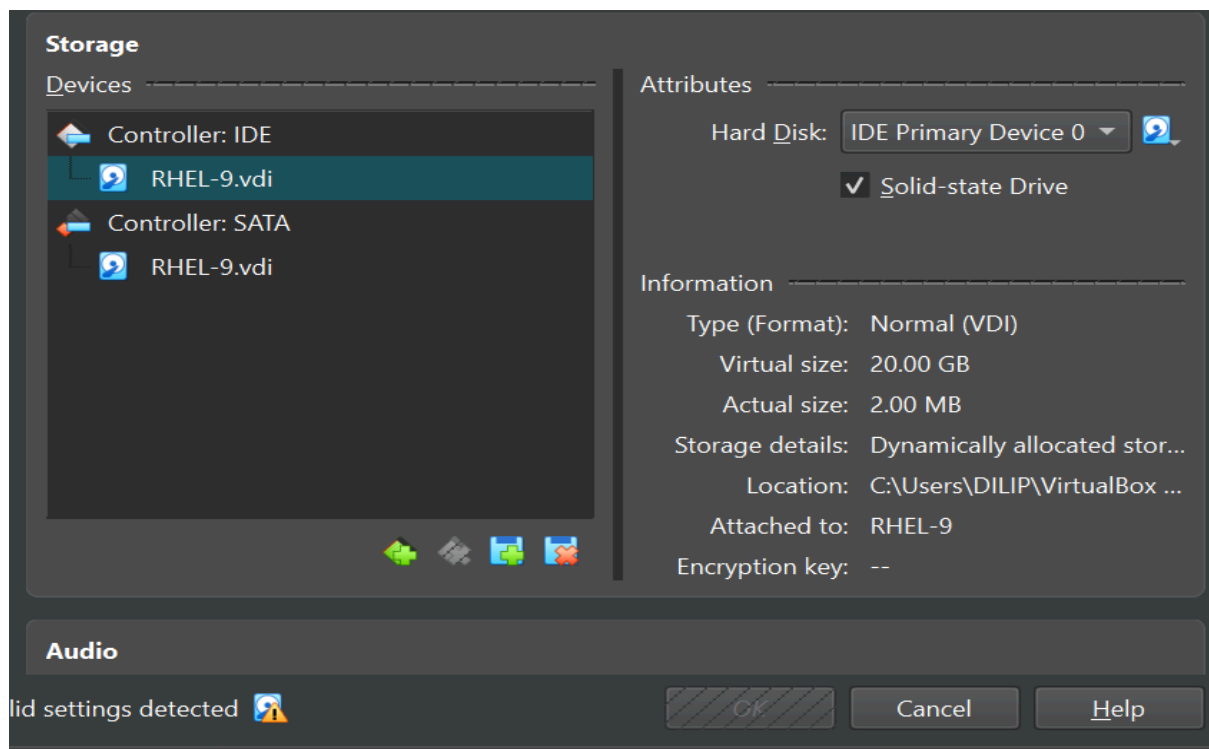 Storage
Devices
Controller: IDE
RHEL-9.vdi
Controller: SATA
RHEL-9.vdi
Attributes
Hard Disk: IDE Primary Device 0
Solid-state Drive
Information
Type (Format): Normal (VDI)
Virtual size: 20.00 GB
Actual size: 2.00 MB
Storage details: Dynamically allocated stor...
Location: C:\Users\DILIP\VirtualBox ...
Attached to: RHEL-9
Encryption key: --
Audio
lid settings detected
OK Cancel Help